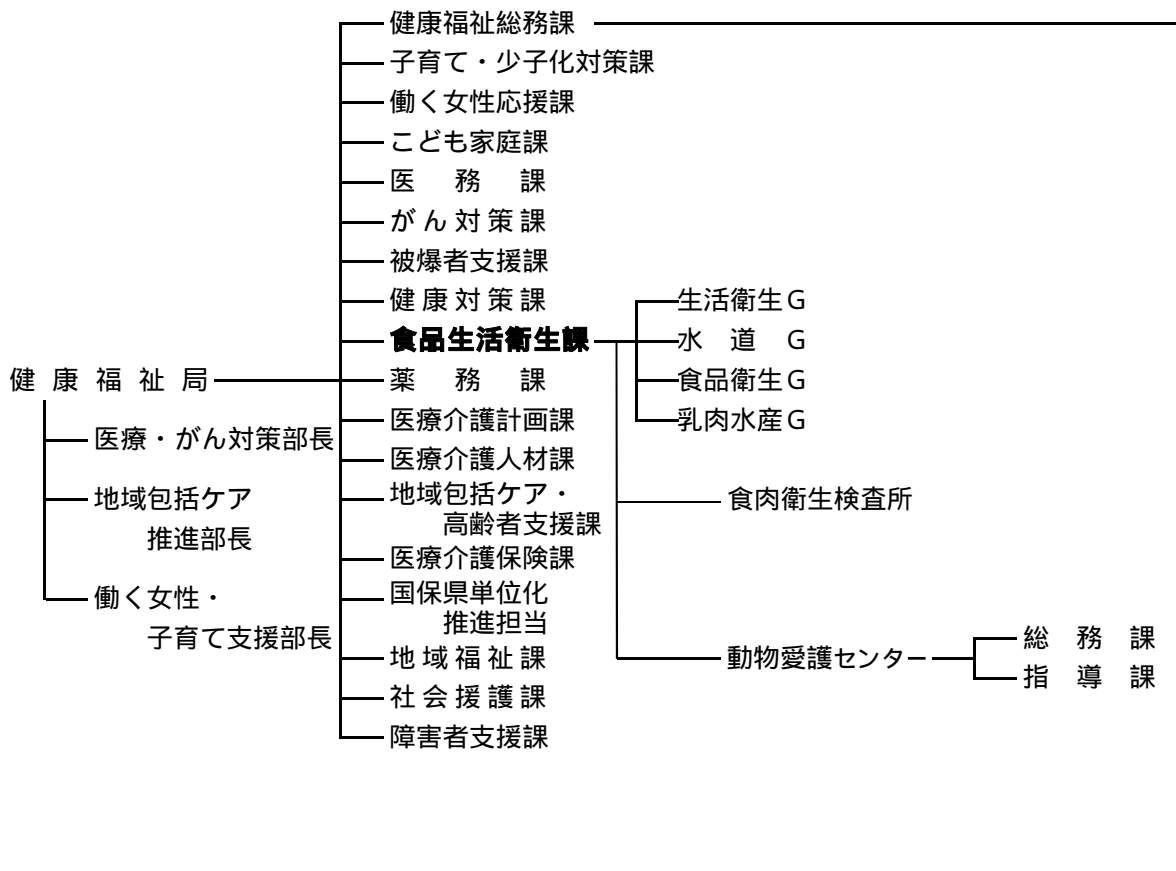 健康福祉総務課
子育て・少子化対策課
働く女性応援課
こども家庭課
医務課
がん対策課
被爆者支援課
健康対策課
食品生活衛生課
薬務課
医療介護計画課
医療介護人材課
地域包括ケア・
高齢者支援課
医療介護保険課
国保県単位化
推進担当
地域福祉課
社会援護課
障害者支援課
健康福祉局
医療・がん対策部長
地域包括ケア
推進部長
働く女性・
子育て支援部長
生活衛生G
水道G
食品衛生G
乳肉水産G
食肉衛生検査所
動物愛護センター
総務課
指導課